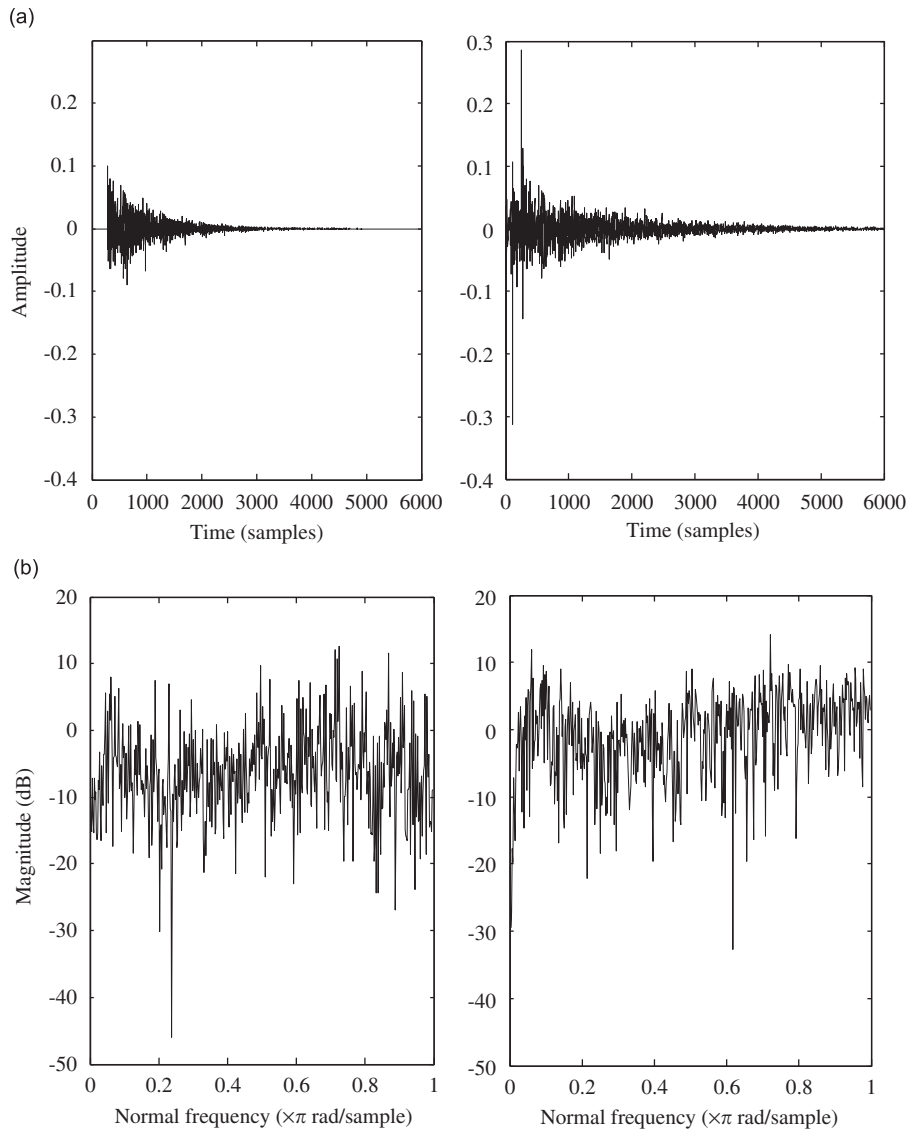 (a)
0.2
0.1
0
-0.1
-0.2
-0.3
-0.4
Amplitude
0 1000 2000 3000 4000 5000 6000
Time (samples)
0.3
0.2
0.1
0
-0.1
-0.2
-0.3
-0.4
0 1000 2000 3000 4000 5000 6000
Time (samples)
(b)
20
10
0
-10
-20
-30
-40
-50
Magnitude (dB)
0 0.2 0.4 0.6 0.8 1
Normal frequency (×π rad/sample)
20
10
0
-10
-20
-30
-40
-50
0 0.2 0.4 0.6 0.8 1
Normal frequency (×π rad/sample)